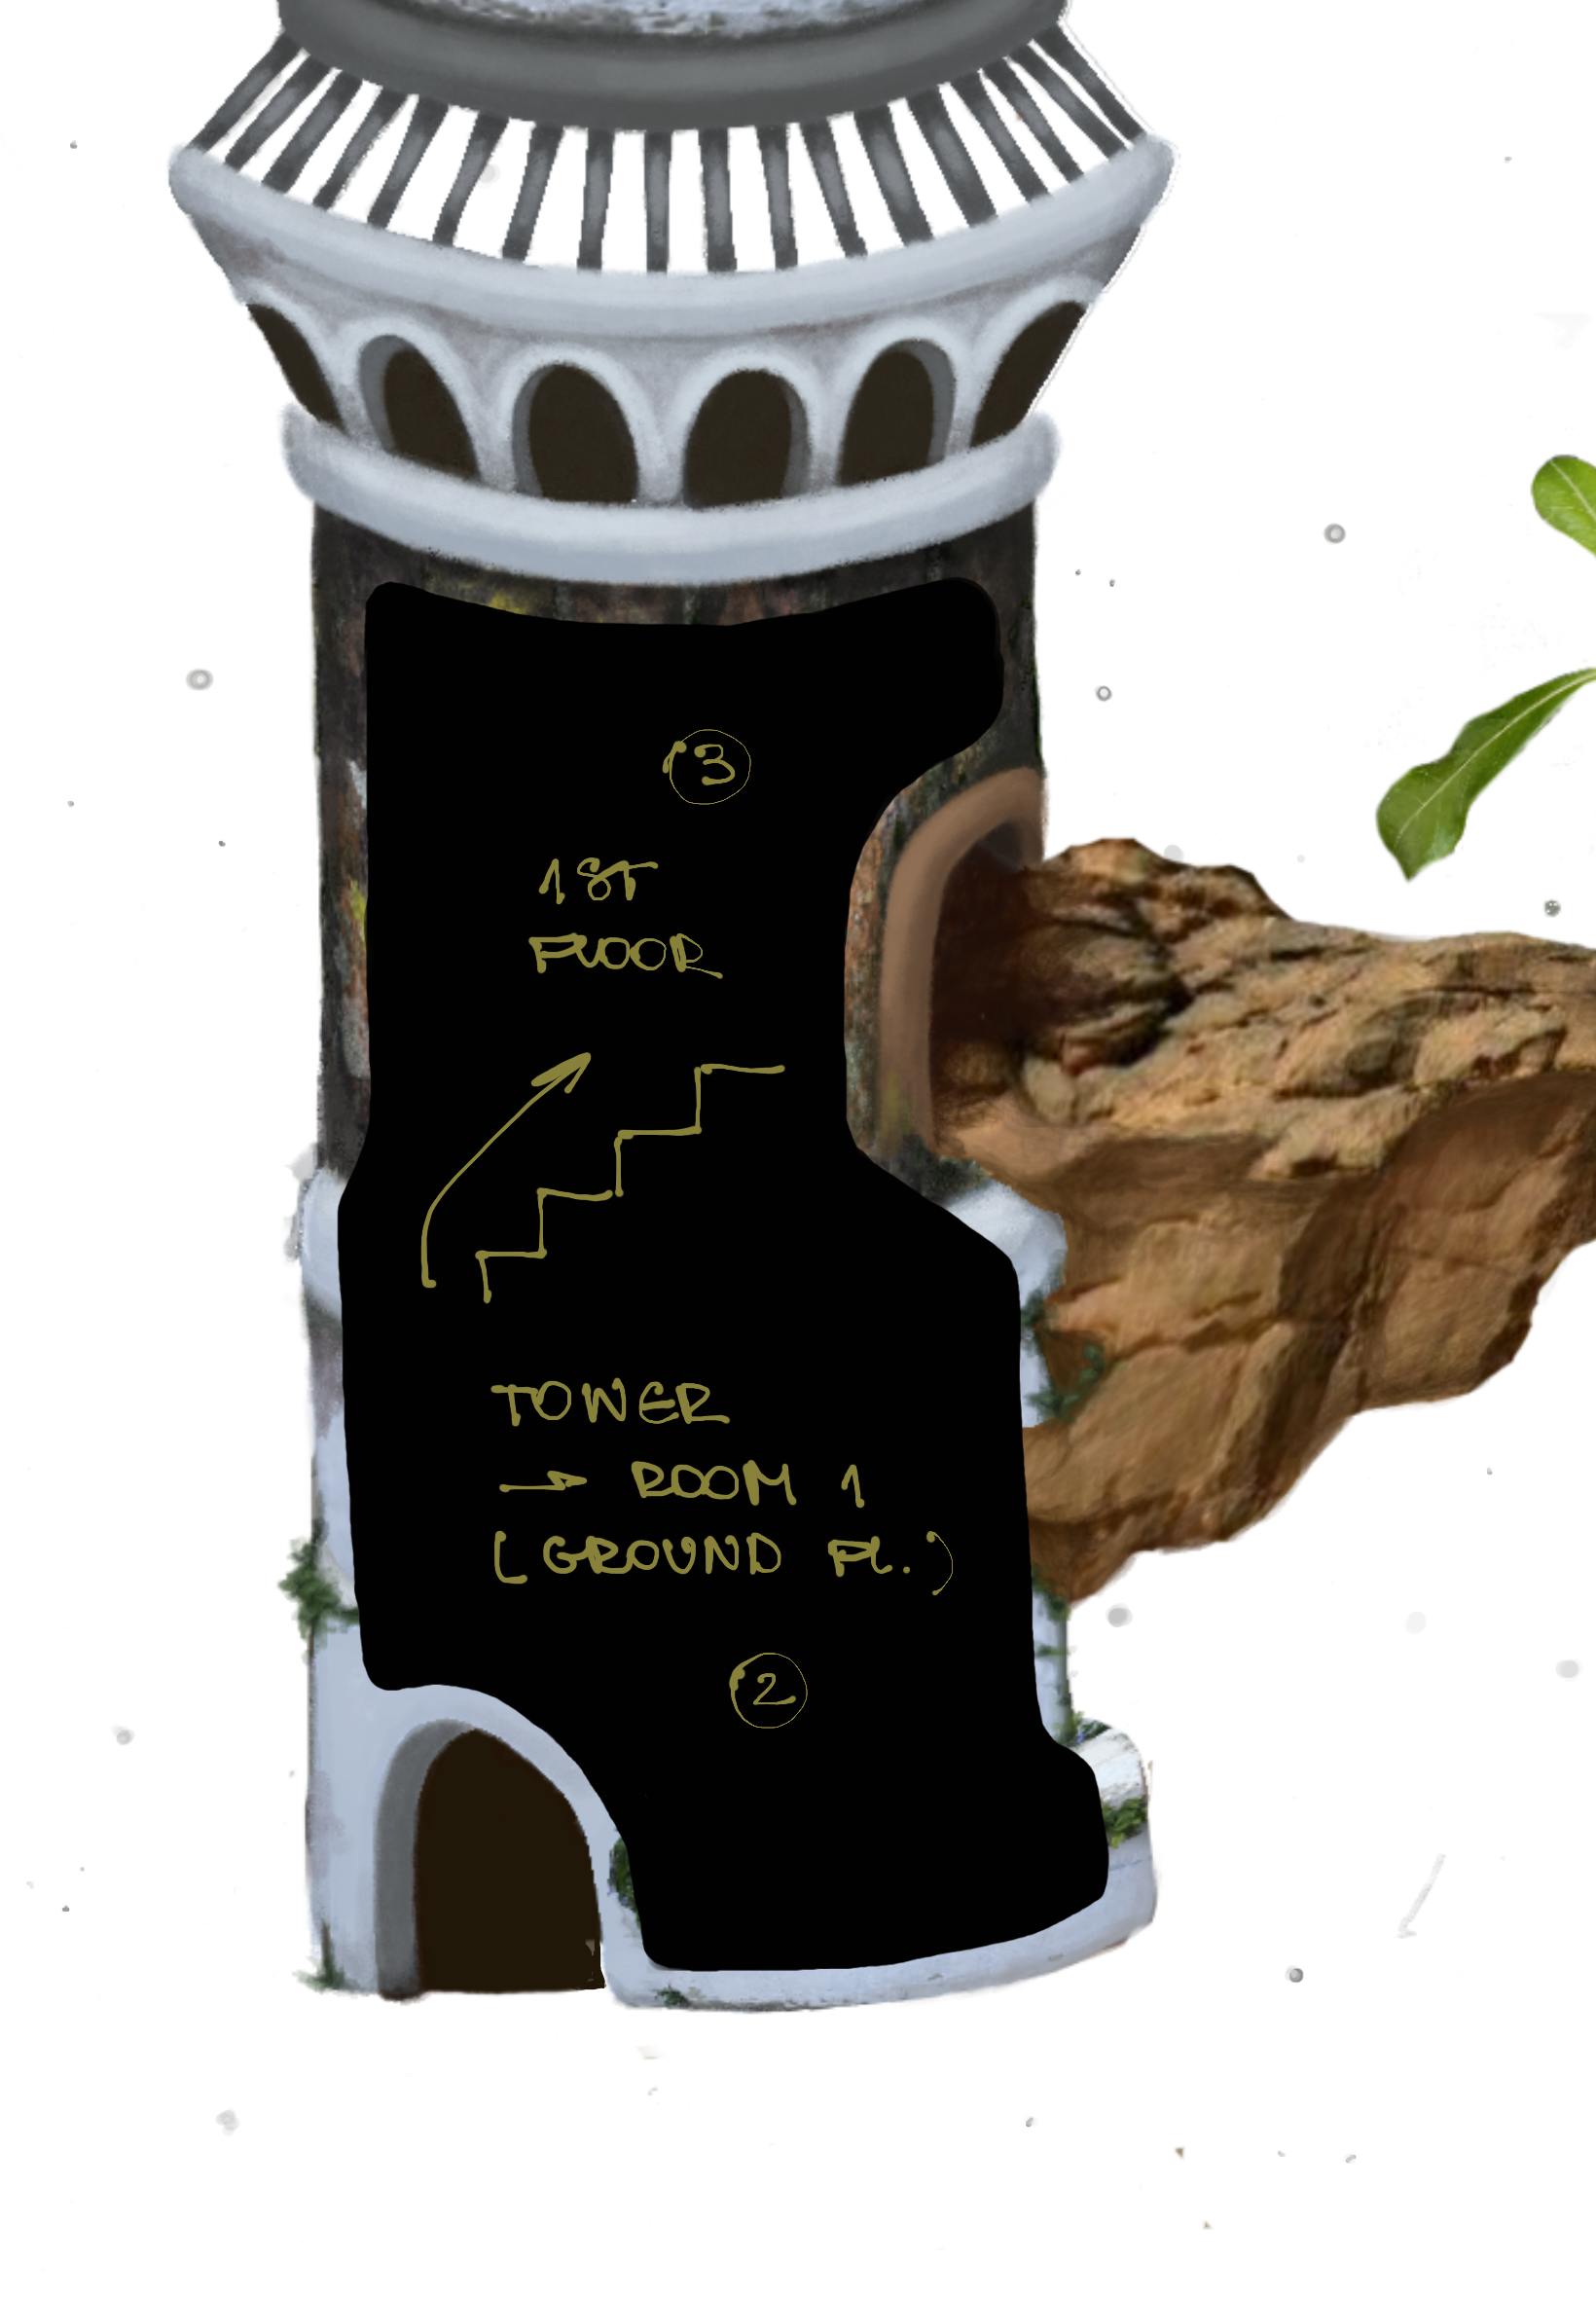 3
1ST
FLOOR
TOWER
→ ROOM 1
(GROUND FL.)
2